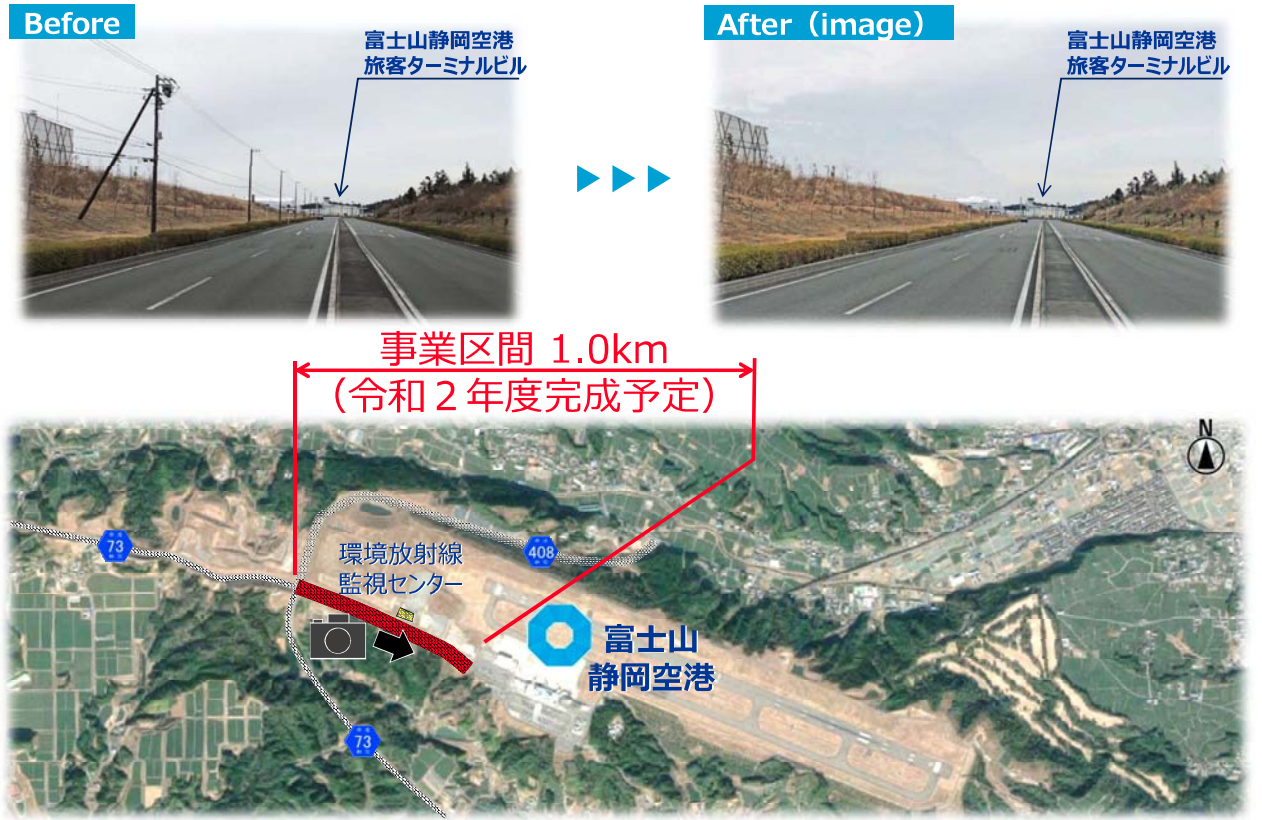 Before
富士山静岡空港
旅客ターミナルビル
After（image）
富士山静岡空港
旅客ターミナルビル
事業区間 1.0km
（令和２年度完成予定）
N
73
環境放射線
監視センター
408
富士山
静岡空港
73